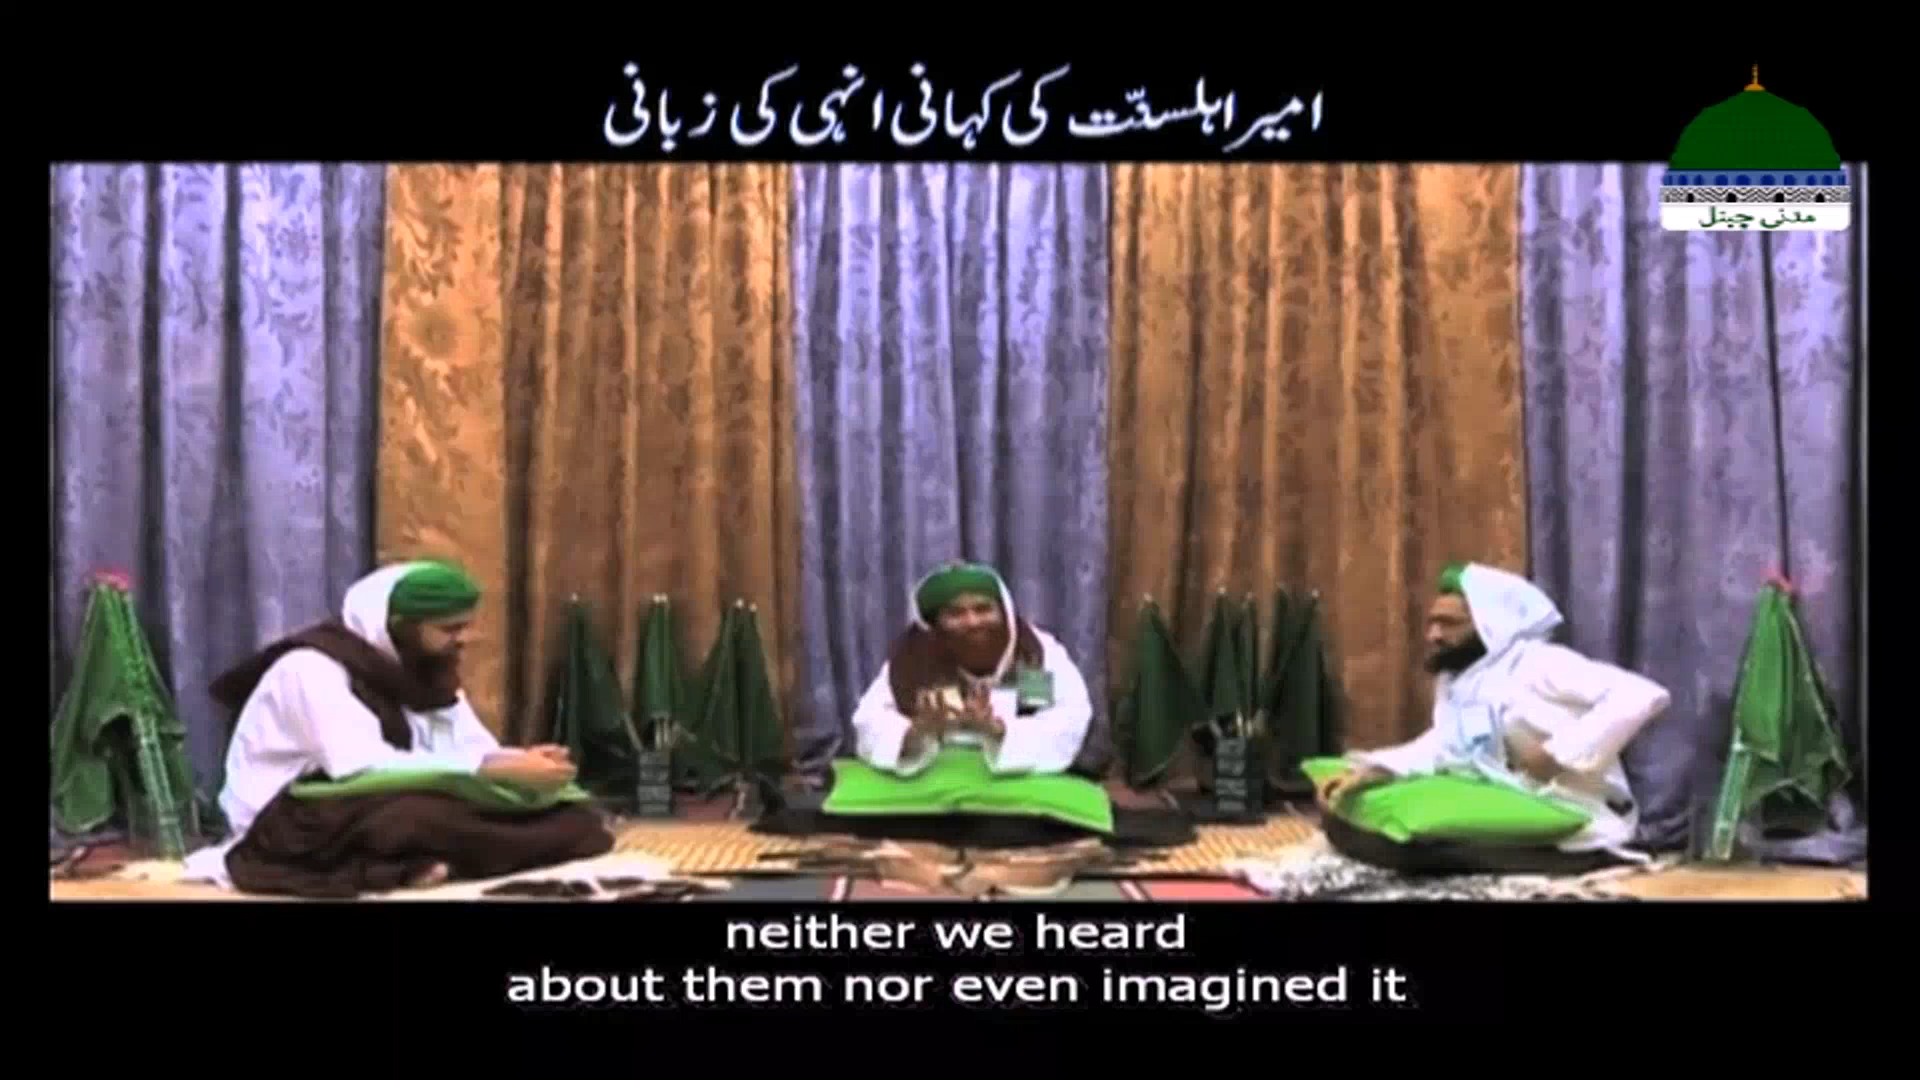 امیر اہلسنّت کی کہانی انہی کی زبانی
مدنی چینل
neither we heard
about them nor even imagined it